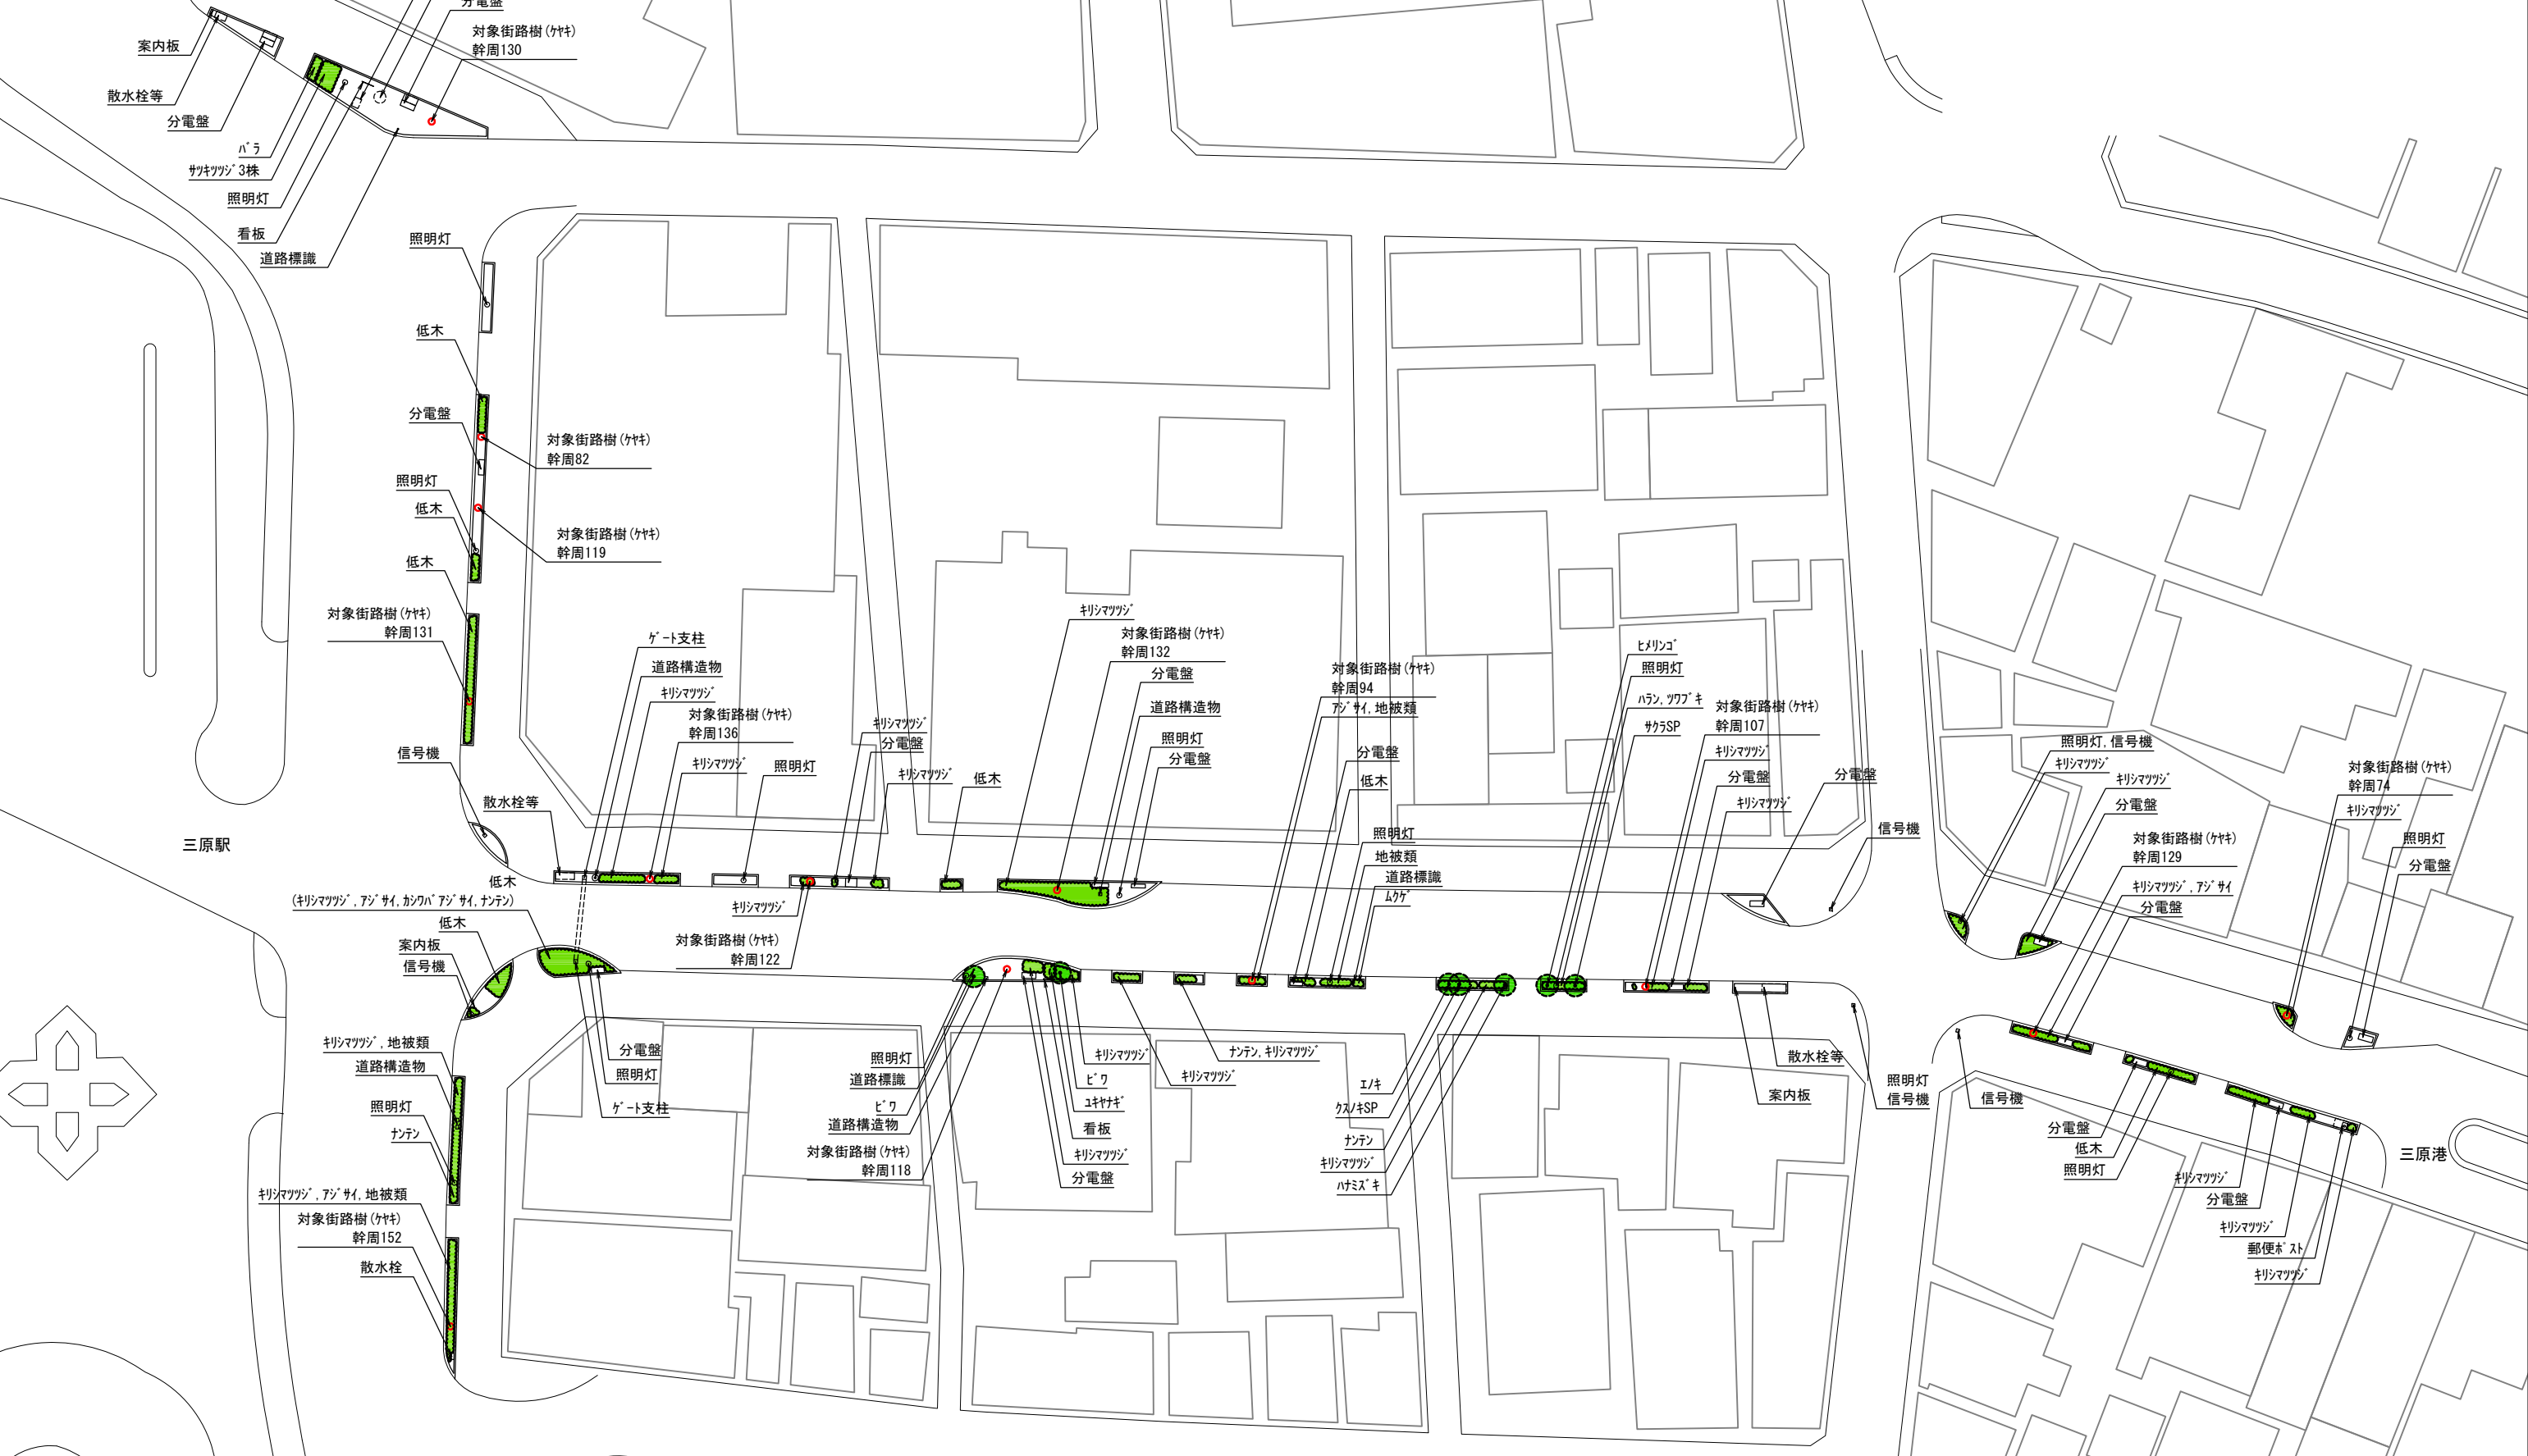 分電盤
対象街路樹(ｹﾔｷ)
幹周130
案内板
散水栓等
分電盤
ﾊﾞﾗ
ｻﾂｷﾂﾂｼﾞ3株
照明灯
看板
道路標識
照明灯
低木
分電盤
対象街路樹(ｹﾔｷ)
幹周82
照明灯
低木
対象街路樹(ｹﾔｷ)
幹周119
低木
対象街路樹(ｹﾔｷ)
幹周131
信号機
散水栓等
三原駅
ｹﾞｰﾄ支柱
道路構造物
ｷﾘｼﾏﾂﾂｼﾞ
対象街路樹(ｹﾔｷ)
幹周136
ｷﾘｼﾏﾂﾂｼﾞ
照明灯
ｷﾘｼﾏﾂﾂｼﾞ
分電盤
ｷﾘｼﾏﾂﾂｼﾞ
低木
ｷﾘｼﾏﾂﾂｼﾞ
対象街路樹(ｹﾔｷ)
幹周132
分電盤
道路構造物
照明灯
分電盤
対象街路樹(ｹﾔｷ)
幹周94
ｱｼﾞｻｲ,地被類
分電盤
低木
照明灯
地被類
道路標識
ﾑｸｹﾞ
ﾋﾒﾘﾝｺﾞ
照明灯
ﾊﾗﾝ,ﾂﾜﾌﾞｷ
ｻｸﾗSP
対象街路樹(ｹﾔｷ)
幹周107
ｷﾘｼﾏﾂﾂｼﾞ
分電盤
ｷﾘｼﾏﾂﾂｼﾞ
分電盤
信号機
照明灯,信号機
ｷﾘｼﾏﾂﾂｼﾞ
ｷﾘｼﾏﾂﾂｼﾞ
分電盤
対象街路樹(ｹﾔｷ)
幹周129
ｷﾘｼﾏﾂﾂｼﾞ,ｱｼﾞｻｲ
分電盤
対象街路樹(ｹﾔｷ)
幹周74
ｷﾘｼﾏﾂﾂｼﾞ
照明灯
分電盤
低木
(ｷﾘｼﾏﾂﾂｼﾞ,ｱｼﾞｻｲ,ｶｼﾜﾊﾞｱｼﾞｻｲ,ﾅﾝﾃﾝ)
低木
案内板
信号機
ｷﾘｼﾏﾂﾂｼﾞ
対象街路樹(ｹﾔｷ)
幹周122
ｷﾘｼﾏﾂﾂｼﾞ,地被類
道路構造物
照明灯
ﾅﾝﾃﾝ
ｷﾘｼﾏﾂﾂｼﾞ,ｱｼﾞｻｲ,地被類
対象街路樹(ｹﾔｷ)
幹周152
散水栓
分電盤
照明灯
ｹﾞｰﾄ支柱
照明灯
道路標識
ﾋﾞﾜ
道路構造物
対象街路樹(ｹﾔｷ)
幹周118
ｷﾘｼﾏﾂﾂｼﾞ
ﾋﾞﾜ
ﾕｷﾔﾅｷﾞ
看板
ｷﾘｼﾏﾂﾂｼﾞ
分電盤
ｷﾘｼﾏﾂﾂｼﾞ
ﾅﾝﾃﾝ,ｷﾘｼﾏﾂﾂｼﾞ
ｴﾉｷ
ｸｽﾉｷSP
ﾅﾝﾃﾝ
ｷﾘｼﾏﾂﾂｼﾞ
ﾊﾅﾐｽﾞｷ
散水栓等
案内板
照明灯
信号機
信号機
分電盤
低木
照明灯
ｷﾘｼﾏﾂﾂｼﾞ
分電盤
ｷﾘｼﾏﾂﾂｼﾞ
郵便ﾎﾟｽﾄ
ｷﾘｼﾏﾂﾂｼﾞ
三原港